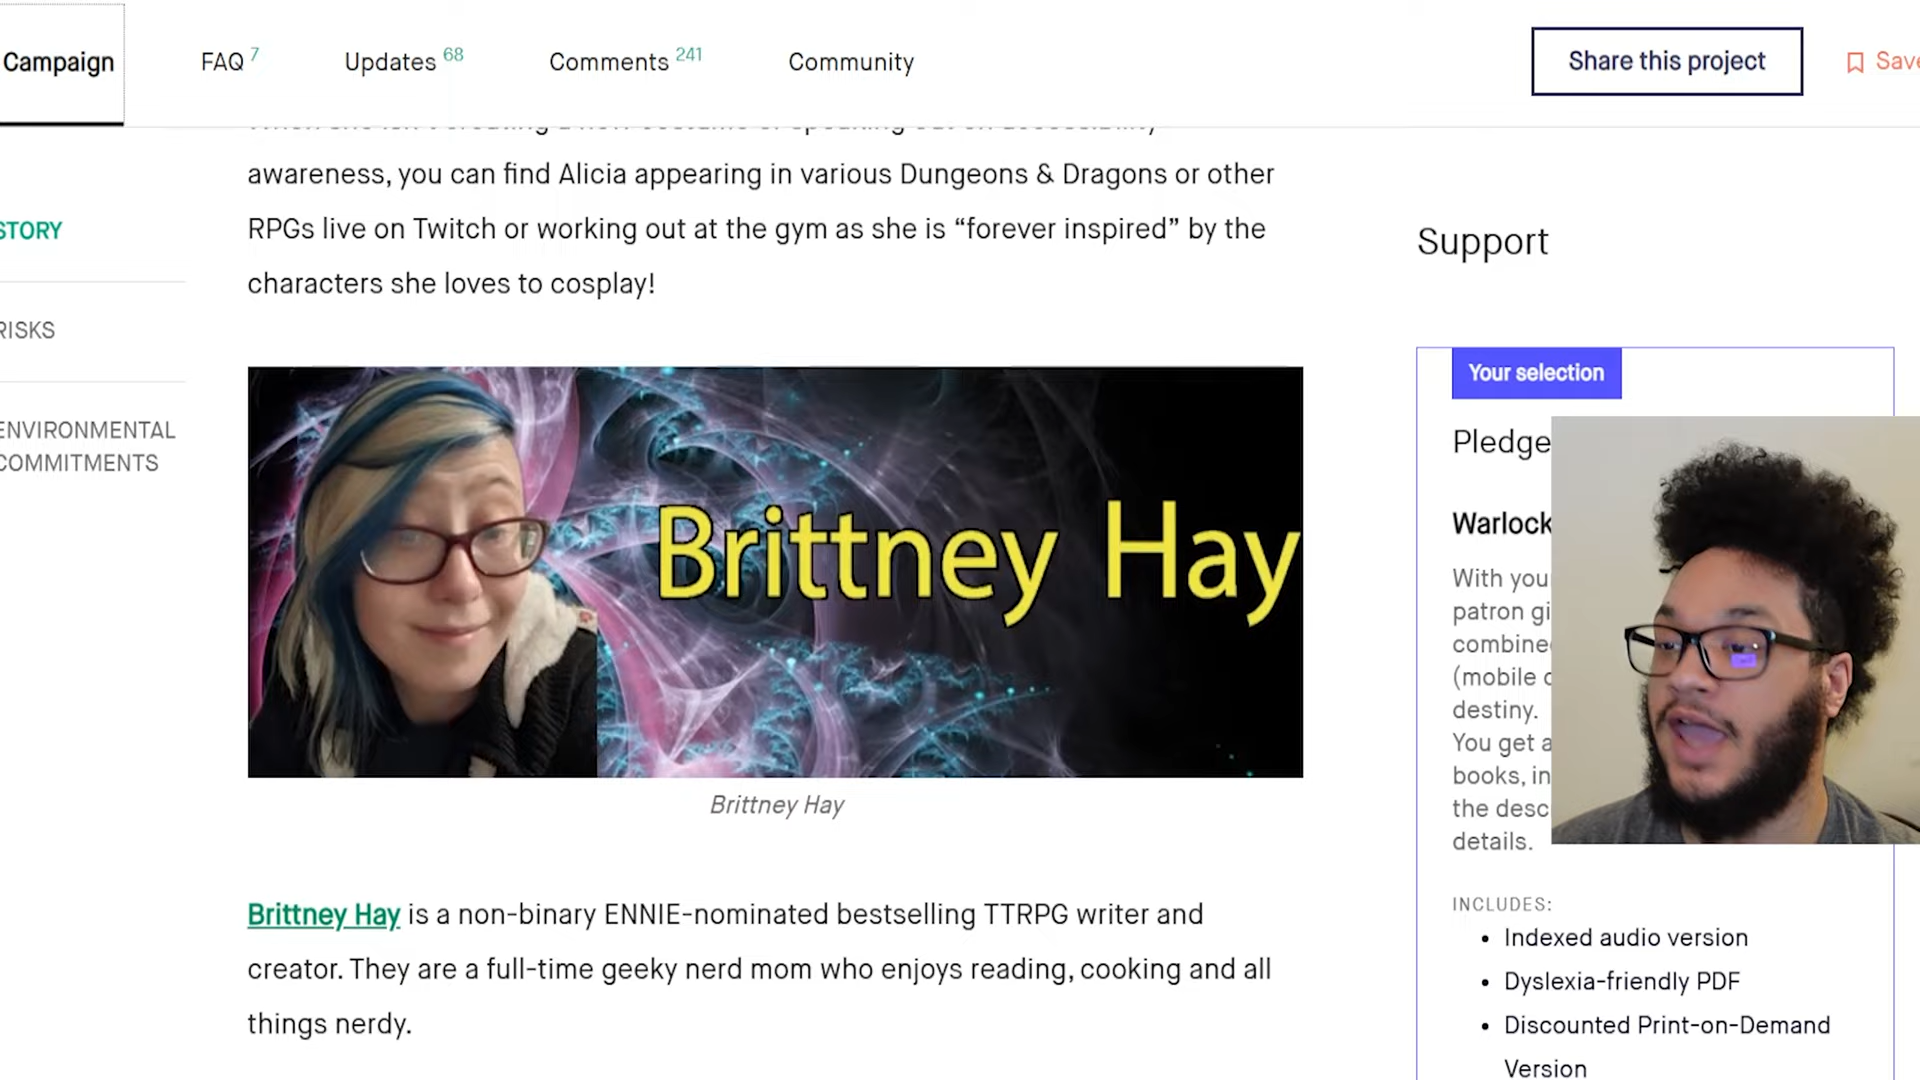 Campaign
FAQ 7
Updates 68
Comments 241
Community
Share this project
Save
STORY
RISKS
ENVIRONMENTAL
COMMITMENTS
awareness, you can find Alicia appearing in various Dungeons & Dragons or other
RPGs live on Twitch or working out at the gym as she is “forever inspired” by the
characters she loves to cosplay!
Brittney Hay
Brittney Hay
Brittney Hay is a non-binary ENNIE-nominated bestselling TTRPG writer and
creator. They are a full-time geeky nerd mom who enjoys reading, cooking and all
things nerdy.
Support
Your selection
Pledge
Warlock
With you
patron gi
combine
(mobile
destiny.
You get a
books, in
the desc
details.
INCLUDES:
• Indexed audio version
• Dyslexia-friendly PDF
• Discounted Print-on-Demand
Version